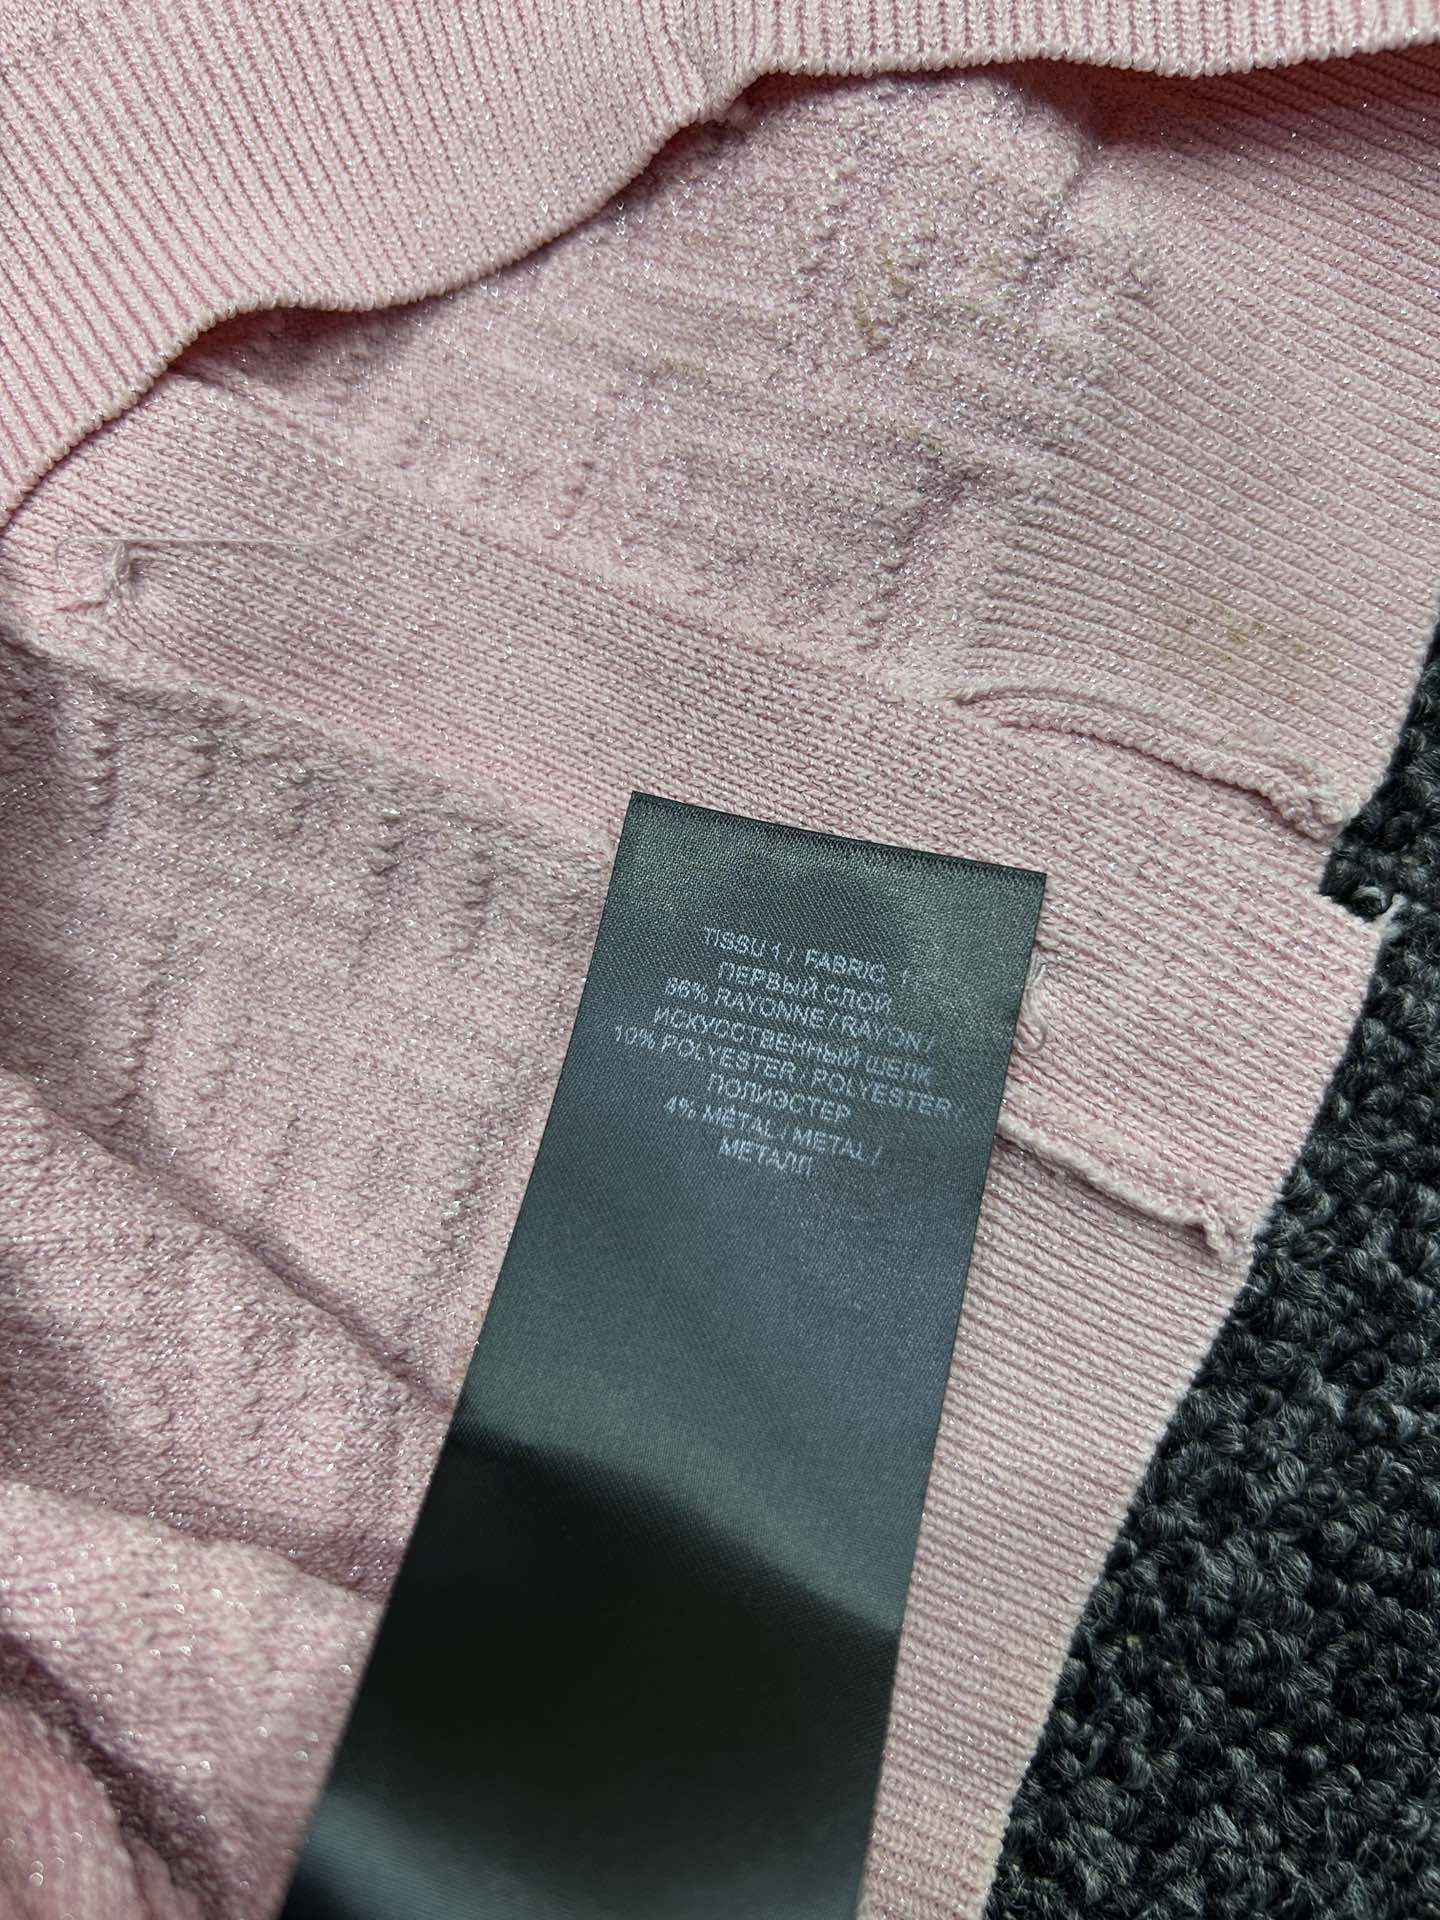 TISSU 1 / FABRIC 1 /
ПЕРВЫЙ СЛОЙ
86% RAYONNE / RAYON /
ИСКУССТВЕННЫЙ ШЕЛК
10% POLYESTER / POLYESTER /
ПОЛИЭСТЕР
4% MÉTAL / METAL /
МЕТАЛЛ